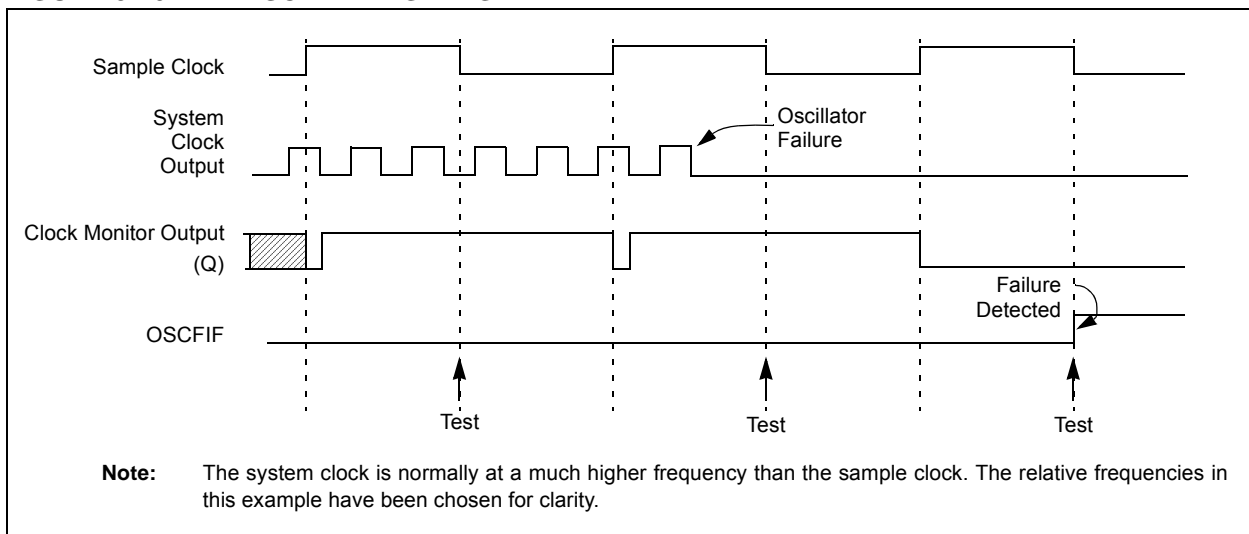 Sample Clock
System
Clock
Output
Oscillator
Failure
Clock Monitor Output
(Q)
Failure
Detected
OSCFIF
Test
Test
Test
Note: The system clock is normally at a much higher frequency than the sample clock. The relative frequencies in
this example have been chosen for clarity.